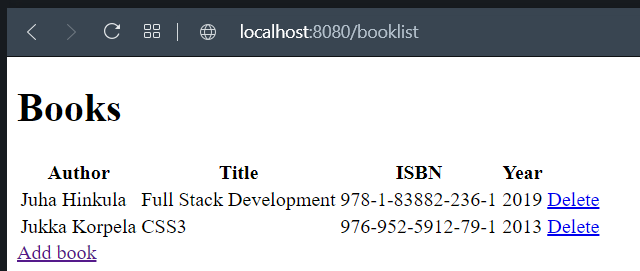 localhost:8080/booklist
Books
Author Title ISBN Year
Juha Hinkula Full Stack Development 978-1-83882-236-1 2019 Delete
Jukka Korpela CSS3 976-952-5912-79-1 2013 Delete
Add book